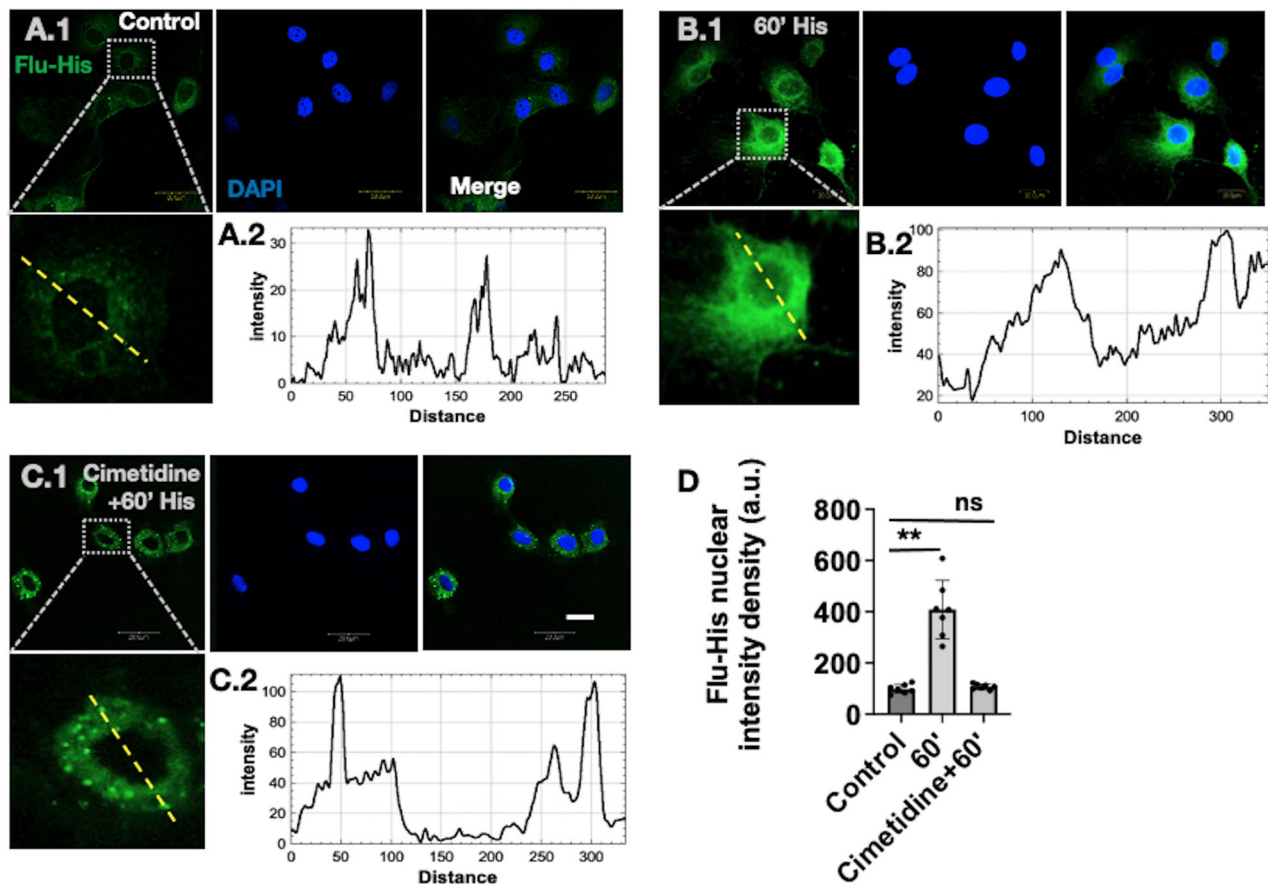 A.1 Control
Flu-His
DAPI
Merge
B.1 60' His
A.2
intensity
30
20
10
0
0 50 100 150 200 250
Distance
B.2
intensity
100
80
60
40
20
0 100 200 300
Distance
C.1 Cimetidine
+60' His
C.2
intensity
100
80
60
40
20
0
0 50 100 150 200 250 300
Distance
D
Flu-His nuclear
intensity density (a.u.)
800
600
400
200
0
ns
**
Control
60'
Cimetidine+60'